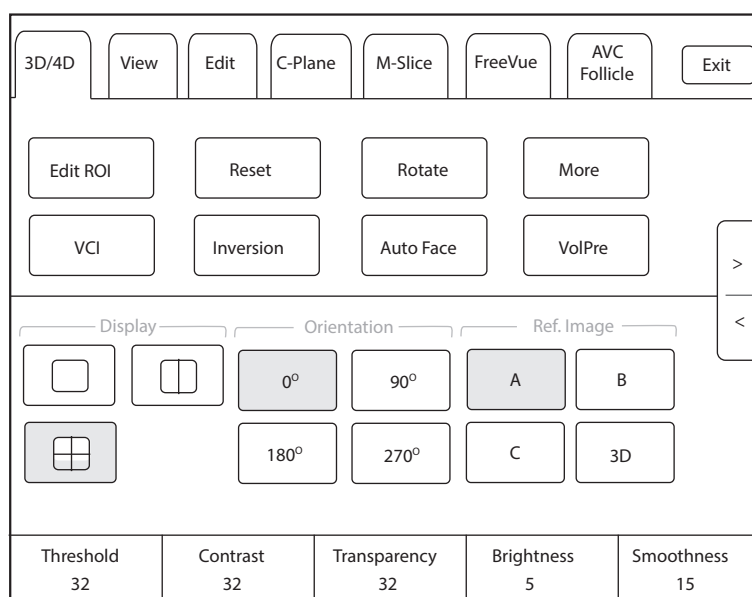 3D/4D View Edit C-Plane M-Slice FreeVue AVC Follicle Exit
Edit ROI Reset Rotate More
VCI Inversion Auto Face VolPre
>
<
Display Orientation Ref. Image
0° 90° A B
180° 270° C 3D
Threshold Contrast Transparency Brightness Smoothness
32 32 32 5 15